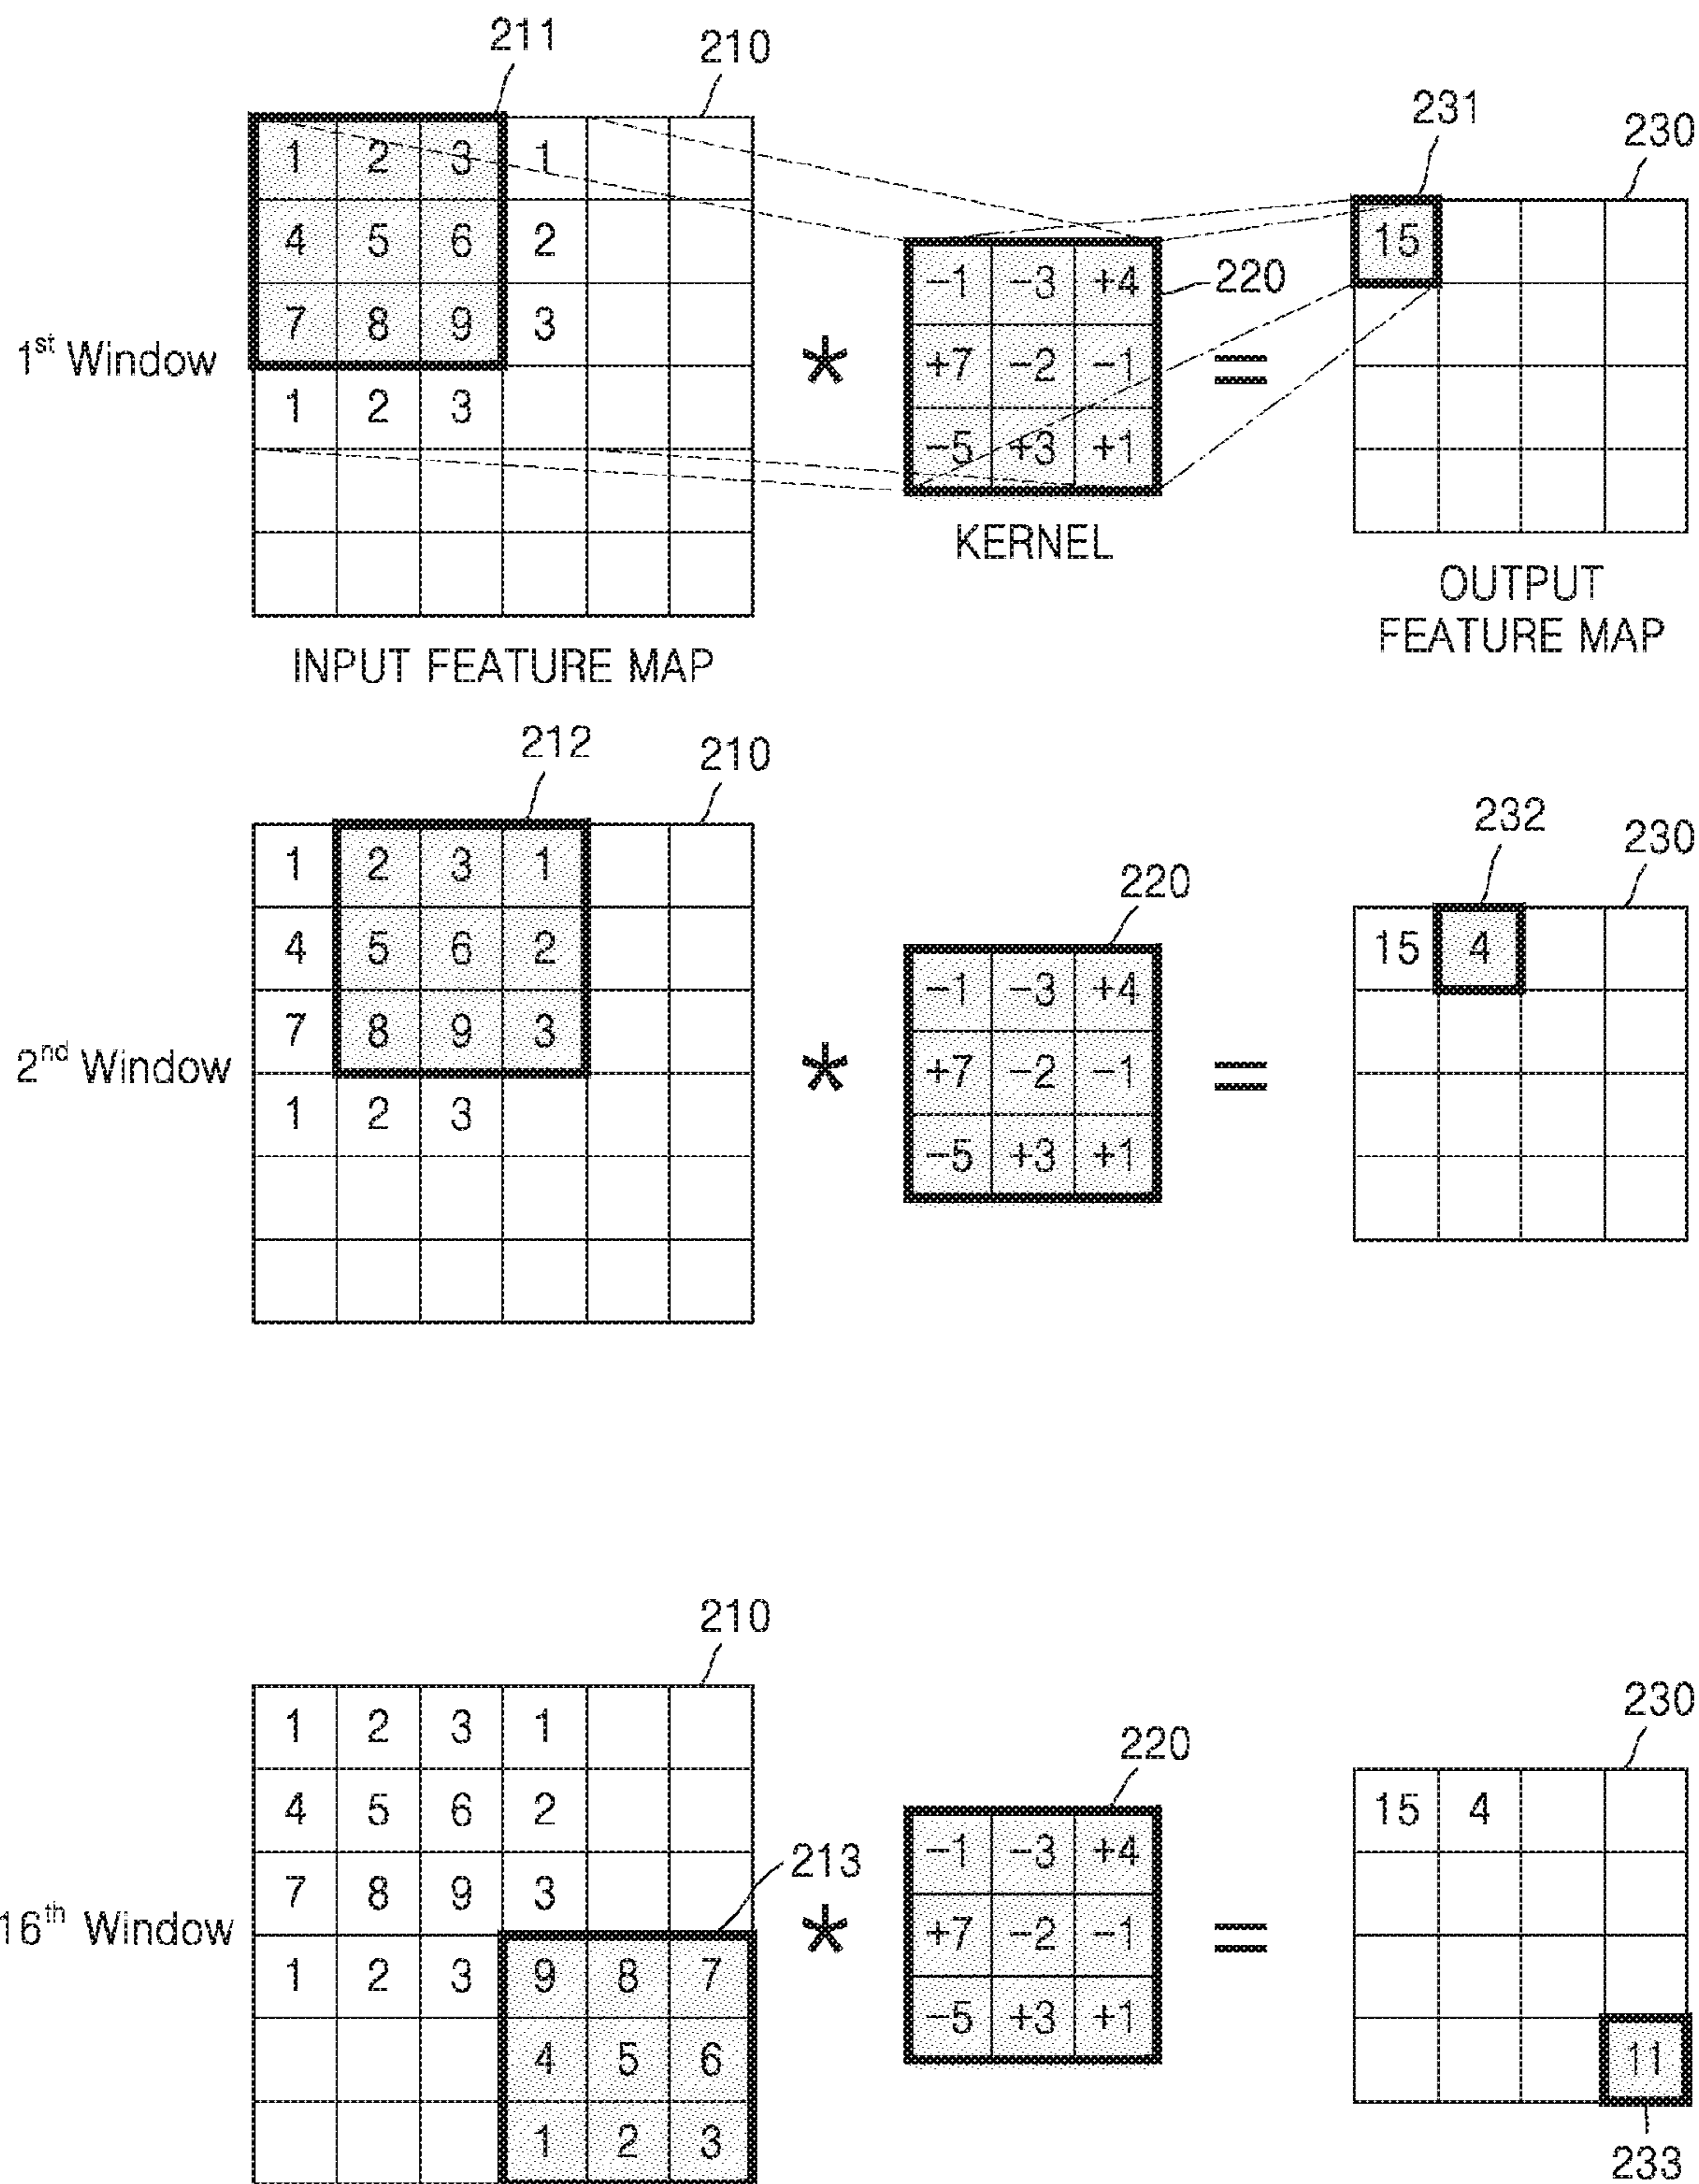 211 210
231 230
1 2 3 1
4 5 6 2
7 8 9 3
1 2 3
1st Window
*
−1 −3 +4
+7 −2 −1
−5 +3 +1
220
KERNEL
=
15
INPUT FEATURE MAP
OUTPUT
FEATURE MAP
212 210
232 230
1 2 3 1
4 5 6 2
7 8 9 3
1 2 3
2nd Window
*
220
−1 −3 +4
+7 −2 −1
−5 +3 +1
=
15 4
210
230
1 2 3 1
4 5 6 2
7 8 9 3
1 2 3 9 8 7
4 5 6
1 2 3
213
16th Window
*
220
−1 −3 +4
+7 −2 −1
−5 +3 +1
=
15 4
11
233